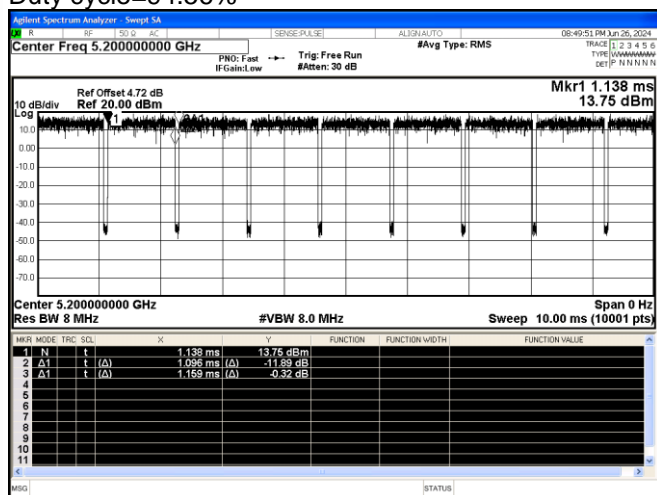 Agilent Spectrum Analyzer - Swept SA
R RF 50 Ω AC SENSE:PULSE ALIGN AUTO 08:49:51 PM Jun 26, 2024
Center Freq 5.200000000 GHz #Avg Type: RMS TRACE 1 2 3 4 5 6
PNO: Fast Trig: Free Run TYPE WWWWWW
IFGain:Low #Atten: 30 dB DET P N N N N N
Ref Offset 4.72 dB Mkr1 1.138 ms
10 dB/div Ref 20.00 dBm 13.75 dBm
Log
1
10.0
0.00
-10.0
-20.0
-30.0
-40.0
-50.0
-60.0
-70.0
Center 5.200000000 GHz Span 0 Hz
Res BW 8 MHz #VBW 8.0 MHz Sweep 10.00 ms (10001 pts)
MKR MODE TRC SCL X Y FUNCTION FUNCTION WIDTH FUNCTION VALUE
1 N t 1.138 ms 13.75 dBm
2 Δ1 t (Δ) 1.096 ms (Δ) -11.89 dB
3 Δ1 t (Δ) 1.159 ms (Δ) -0.32 dB
4
5
6
7
8
9
10
11
MSG STATUS